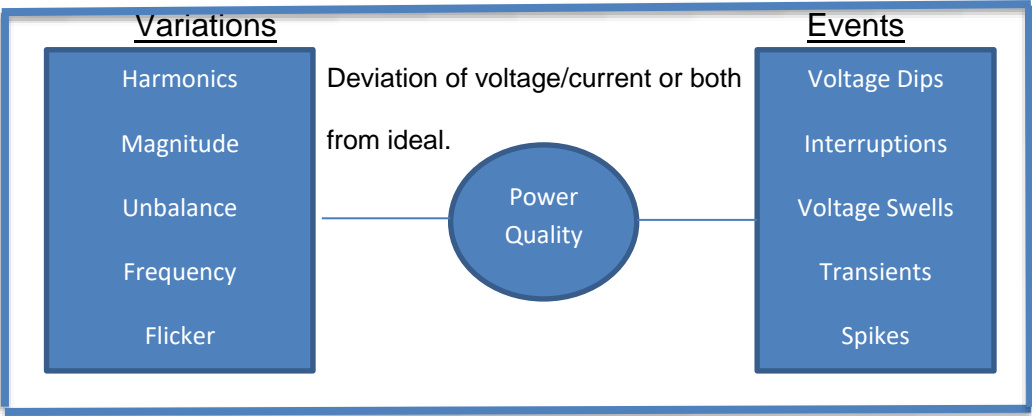 Variations
Harmonics
Magnitude
Unbalance
Frequency
Flicker
Deviation of voltage/current or both
from ideal.
Power
Quality
Events
Voltage Dips
Interruptions
Voltage Swells
Transients
Spikes